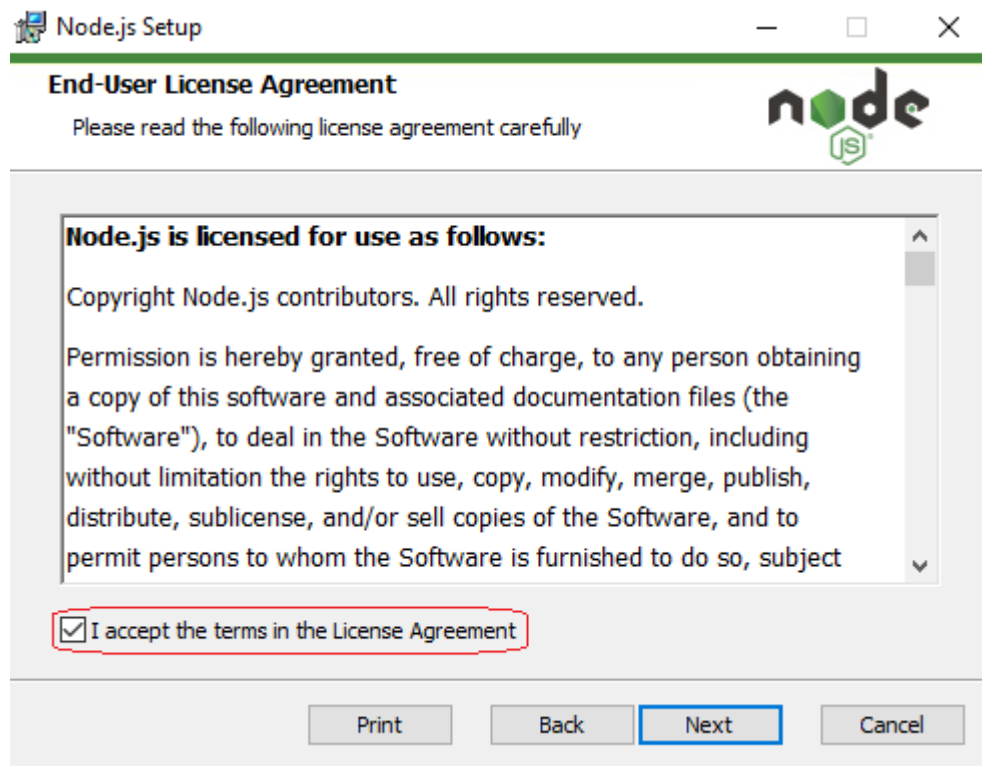 Node.js Setup
End-User License Agreement
Please read the following license agreement carefully
node
JS
Node.js is licensed for use as follows:
Copyright Node.js contributors. All rights reserved.
Permission is hereby granted, free of charge, to any person obtaining
a copy of this software and associated documentation files (the
"Software"), to deal in the Software without restriction, including
without limitation the rights to use, copy, modify, merge, publish,
distribute, sublicense, and/or sell copies of the Software, and to
permit persons to whom the Software is furnished to do so, subject
I accept the terms in the License Agreement
Print Back Next Cancel